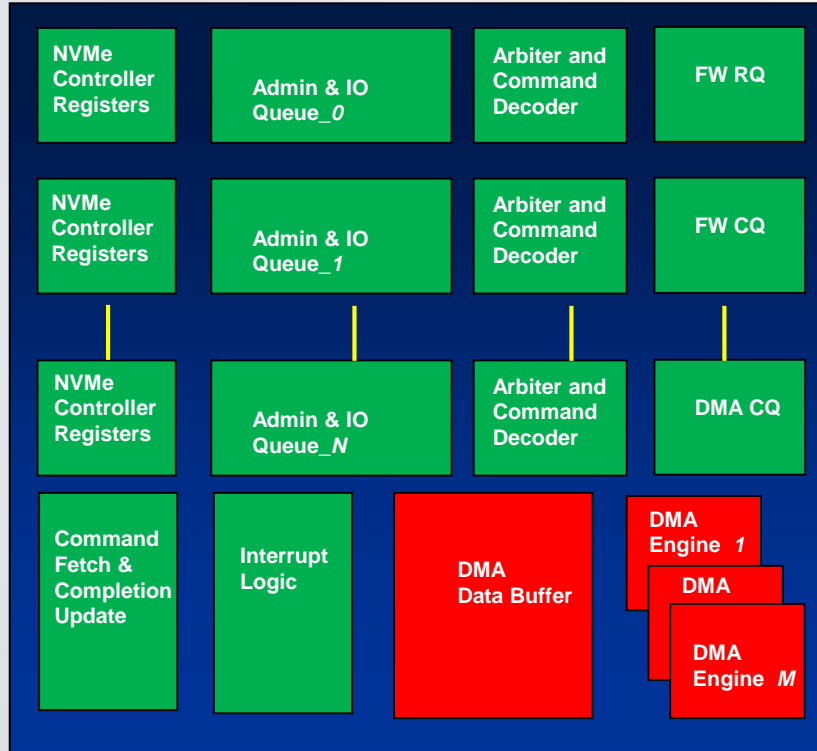 NVMe
Controller
Registers
Admin & IO
Queue_0
Arbiter and
Command
Decoder
FW RQ
NVMe
Controller
Registers
Admin & IO
Queue_1
Arbiter and
Command
Decoder
FW CQ
NVMe
Controller
Registers
Admin & IO
Queue_N
Arbiter and
Command
Decoder
DMA CQ
Command
Fetch &
Completion
Update
Interrupt
Logic
DMA
Data Buffer
DMA
Engine 1
DMA
DMA
Engine M